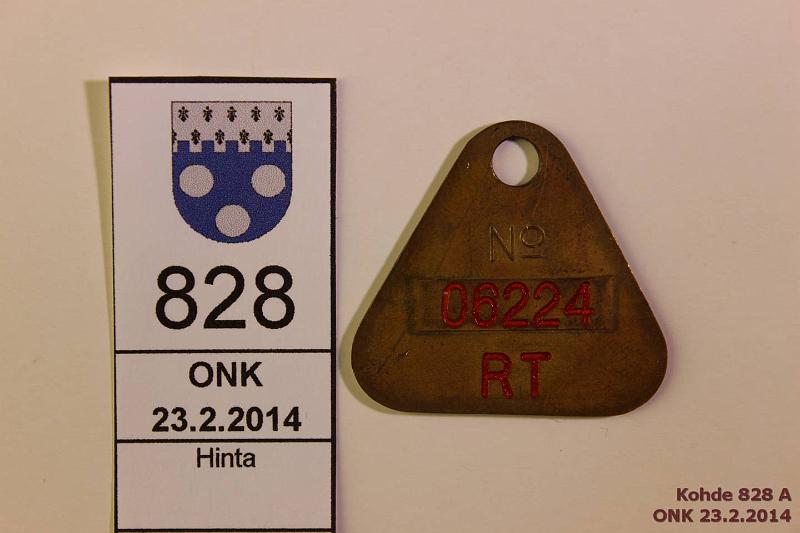 828
ONK
23.2.2014
Hinta
Nº
06224
RT
Kohde 828 A
ONK 23.2.2014